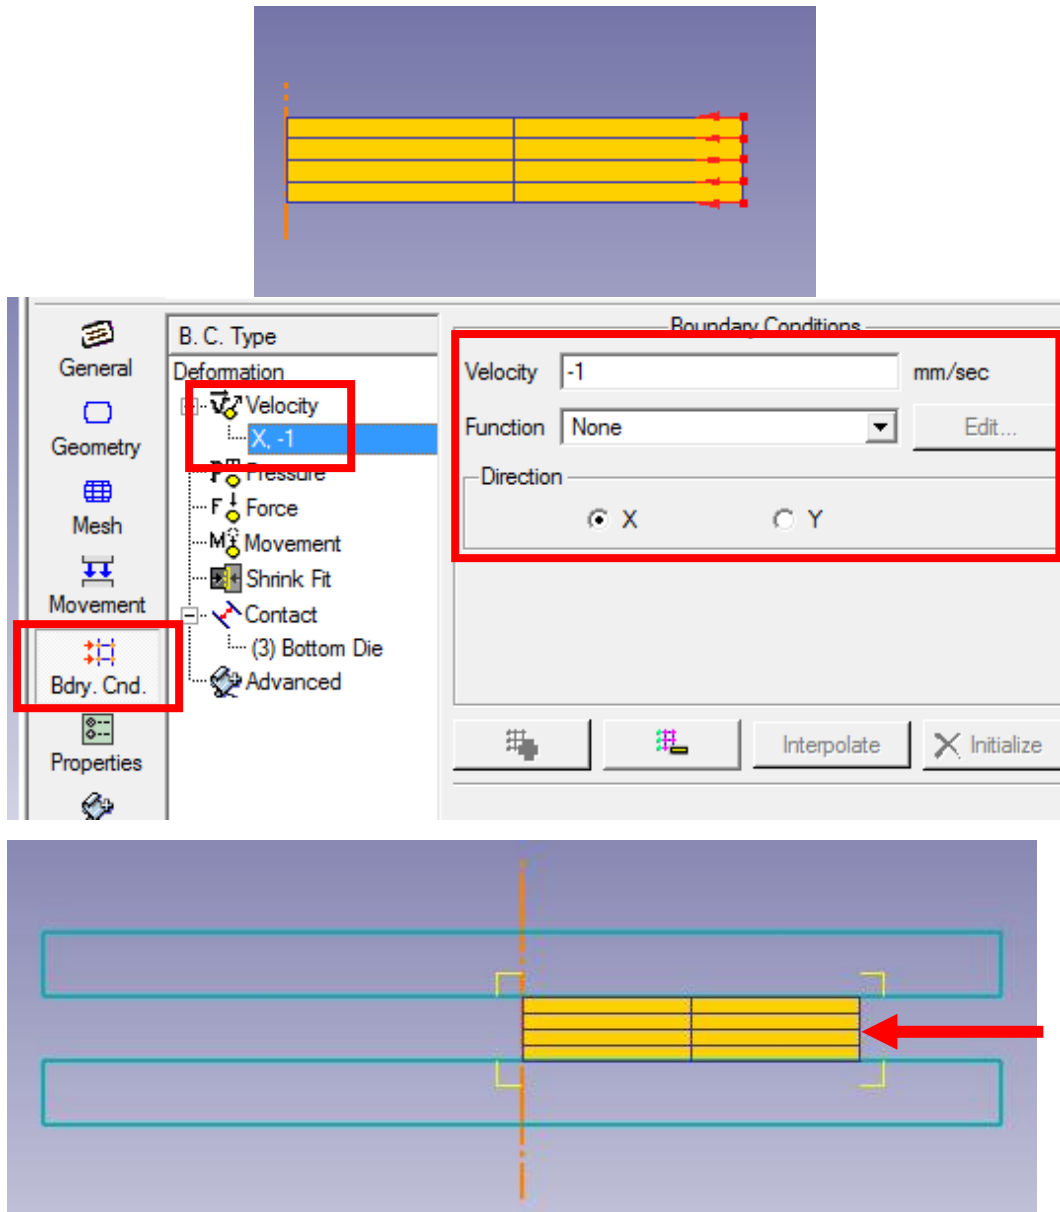 General
Geometry
Mesh
Movement
Bdry. Cnd.
Properties
B. C. Type
Deformation
Velocity
X, -1
Pressure
Force
Movement
Shrink Fit
Contact
(3) Bottom Die
Advanced
Boundary Conditions
Velocity -1 mm/sec
Function None Edit...
Direction
X Y
Interpolate Initialize